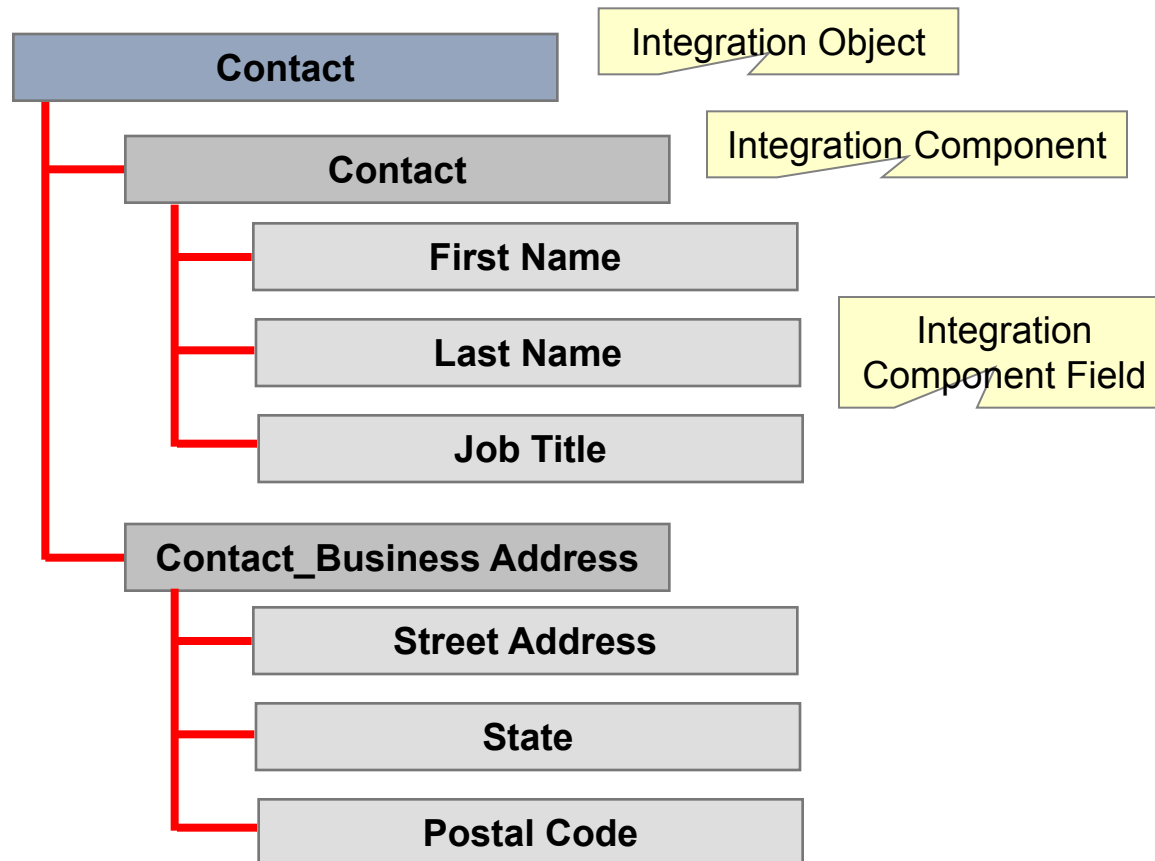 Contact
Integration Object
Contact
Integration Component
First Name
Last Name
Integration
Component Field
Job Title
Contact_Business Address
Street Address
State
Postal Code